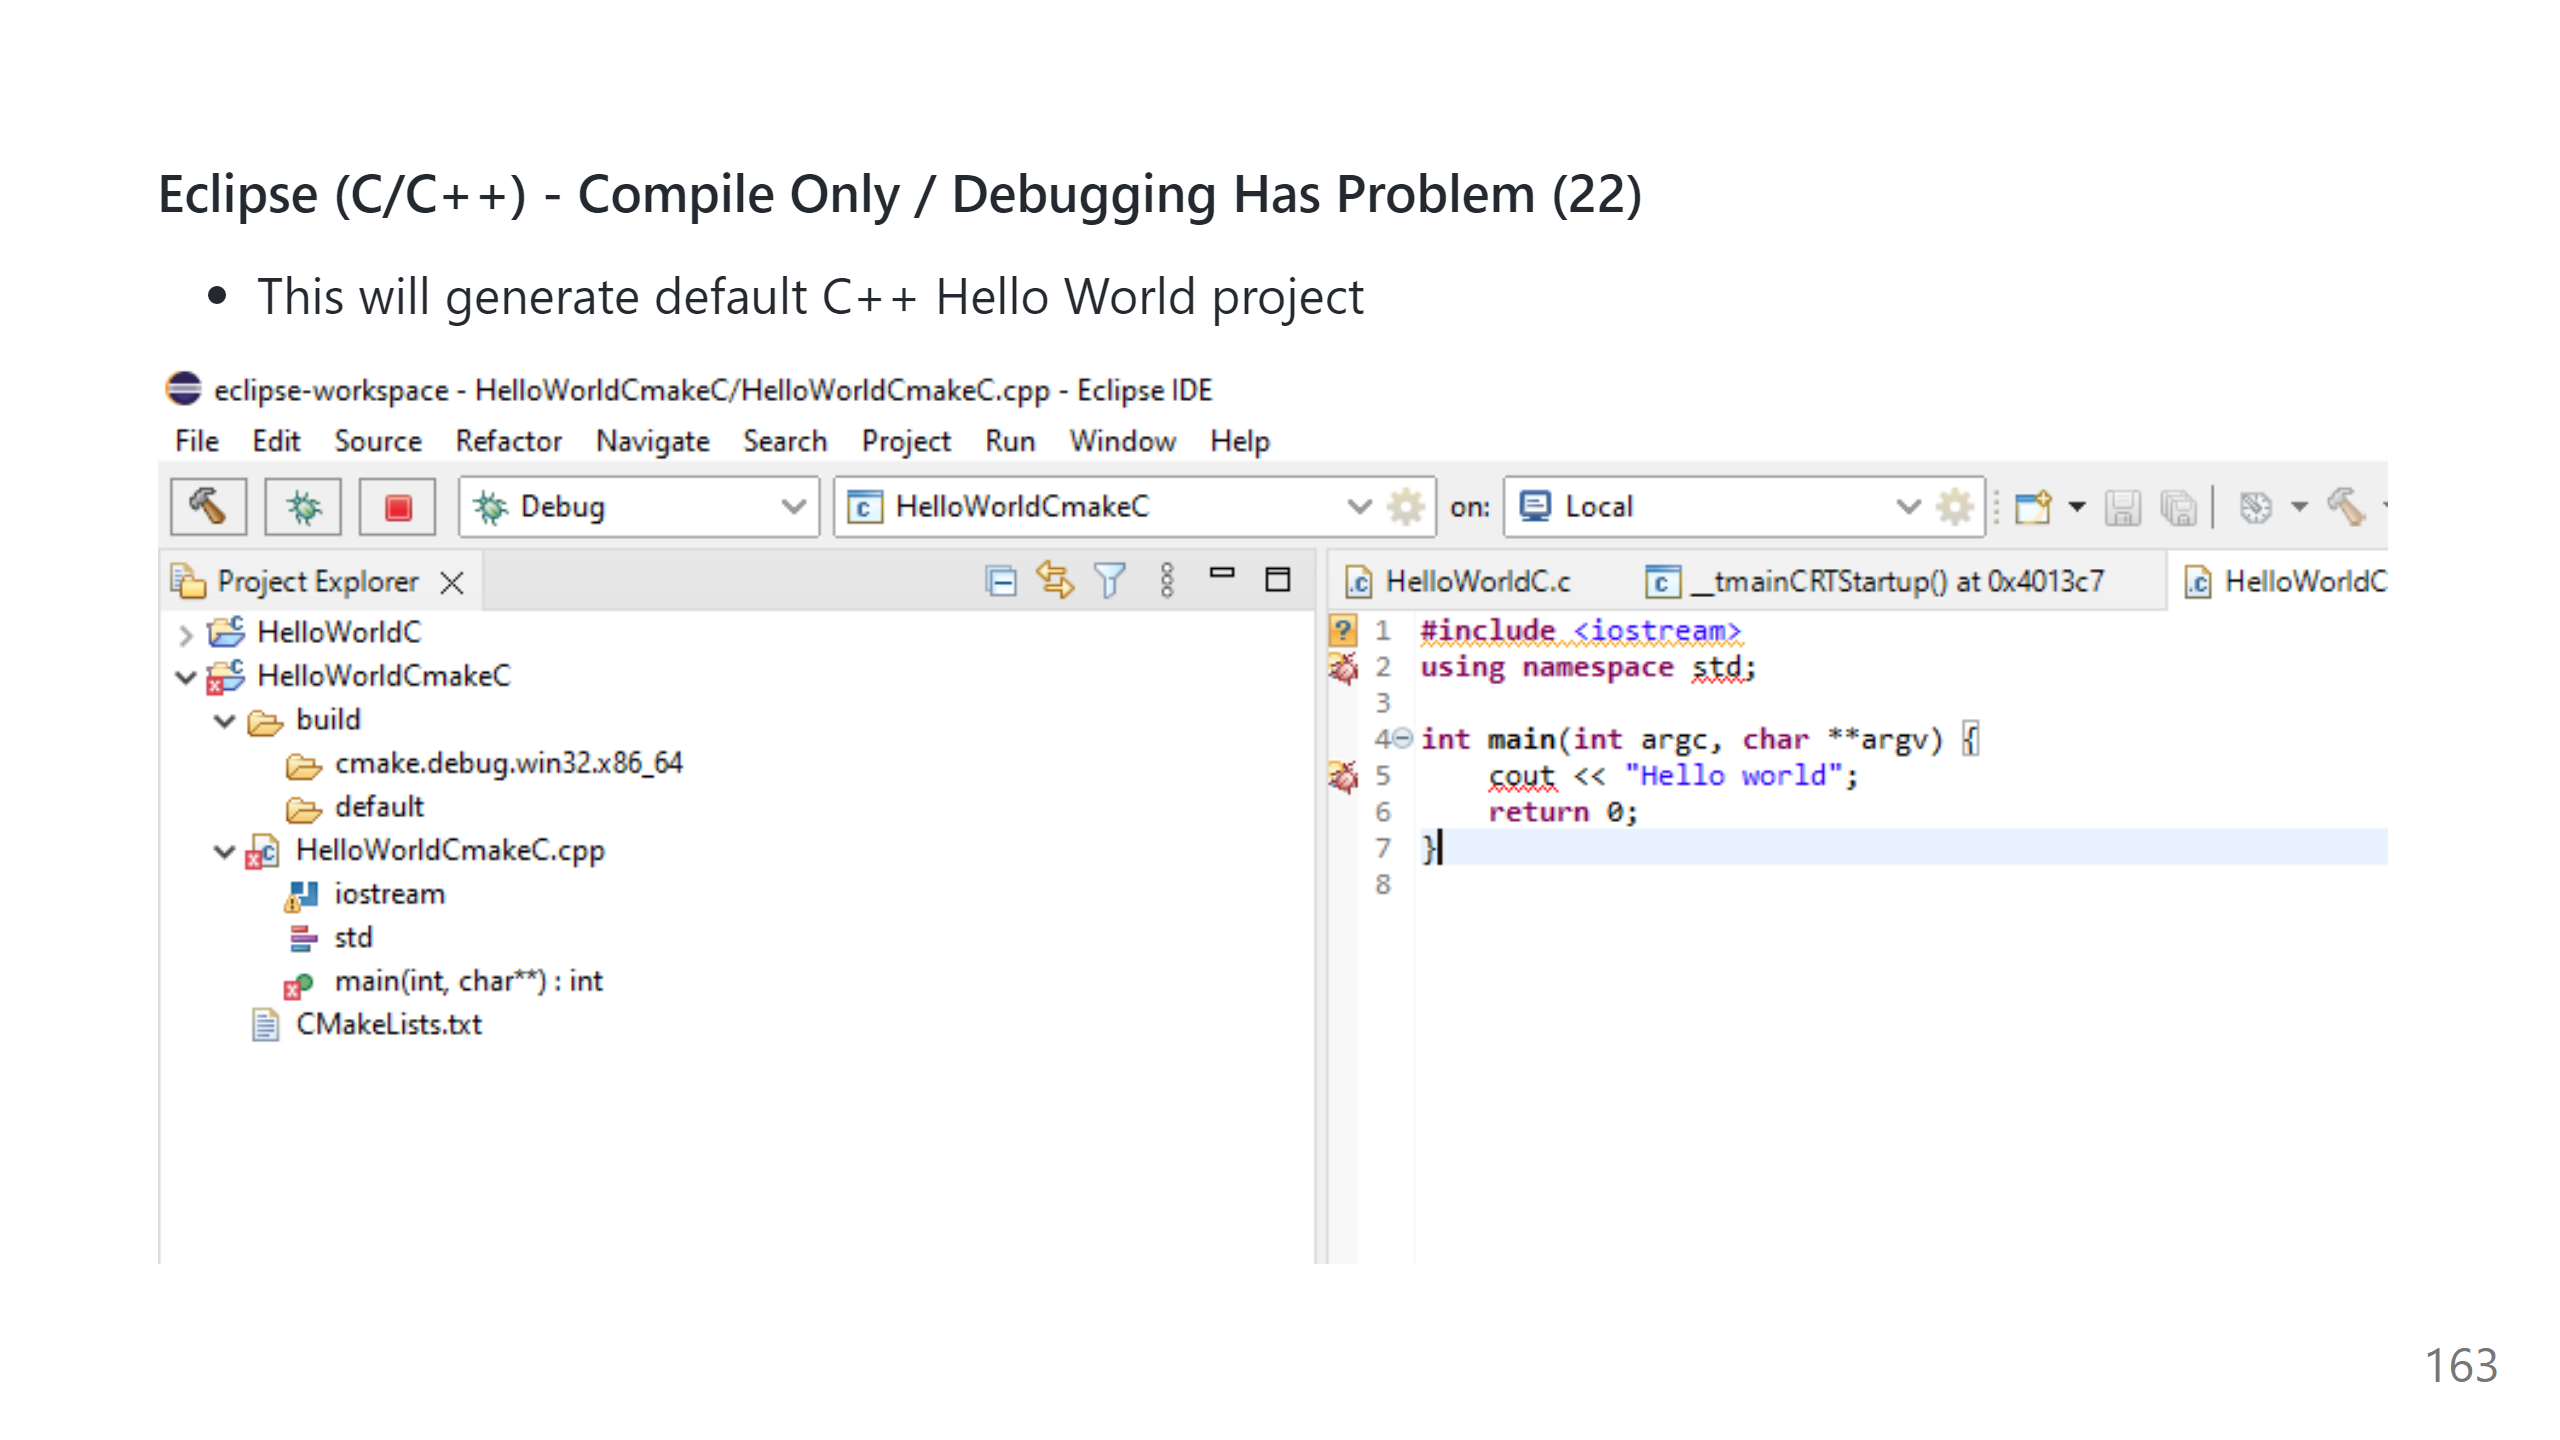 Eclipse (C/C++) - Compile Only / Debugging Has Problem (22)
• This will generate default C++ Hello World project
eclipse-workspace - HelloWorldCmakeC/HelloWorldCmakeC.cpp - Eclipse IDE
File Edit Source Refactor Navigate Search Project Run Window Help
Debug HelloWorldCmakeC on: Local
Project Explorer
HelloWorldC
HelloWorldCmakeC
build
cmake.debug.win32.x86_64
default
HelloWorldCmakeC.cpp
iostream
std
main(int, char**) : int
CMakeLists.txt
HelloWorldC.c __tmainCRTStartup() at 0x4013c7 HelloWorldC
1 #include <iostream>
2 using namespace std;
3
4 int main(int argc, char **argv) {
5 cout << "Hello world";
6 return 0;
7 }
8
163